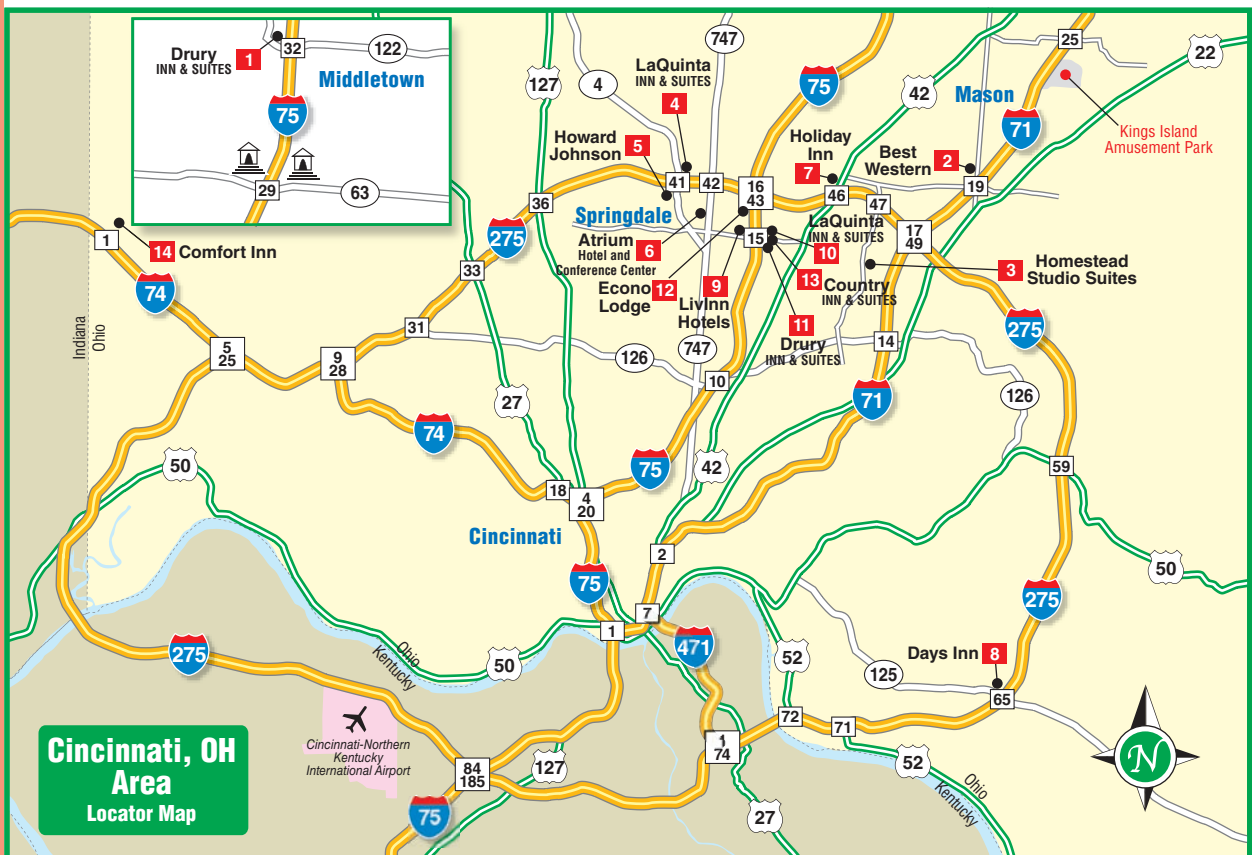 Drury
INN & SUITES
1
32
122
Middletown
75
29
63
127
4
747
LaQuinta
INN & SUITES
4
75
42
25
22
Mason
71
Kings Island
Amusement Park
Howard
Johnson
5
Holiday
Inn
7
Best
Western
2
41
42
16
43
46
47
19
36
Springdale
275
Atrium
Hotel and
Conference Center
6
15
LaQuinta
INN & SUITES
10
17
49
1
14
Comfort Inn
74
33
Econo
Lodge
12
9
LivInn
Hotels
13
Country
INN & SUITES
3
Homestead
Studio Suites
11
Drury
INN & SUITES
275
Indiana
Ohio
31
5
25
9
28
126
747
14
10
126
27
71
74
75
42
50
59
18
4
20
Cincinnati
2
50
75
275
7
1
471
275
Ohio
Kentucky
50
52
Days Inn
8
125
65
72
71
Cincinnati-Northern
Kentucky
International Airport
1
74
52
Ohio
Kentucky
N
84
185
127
75
27
Cincinnati, OH
Area
Locator Map